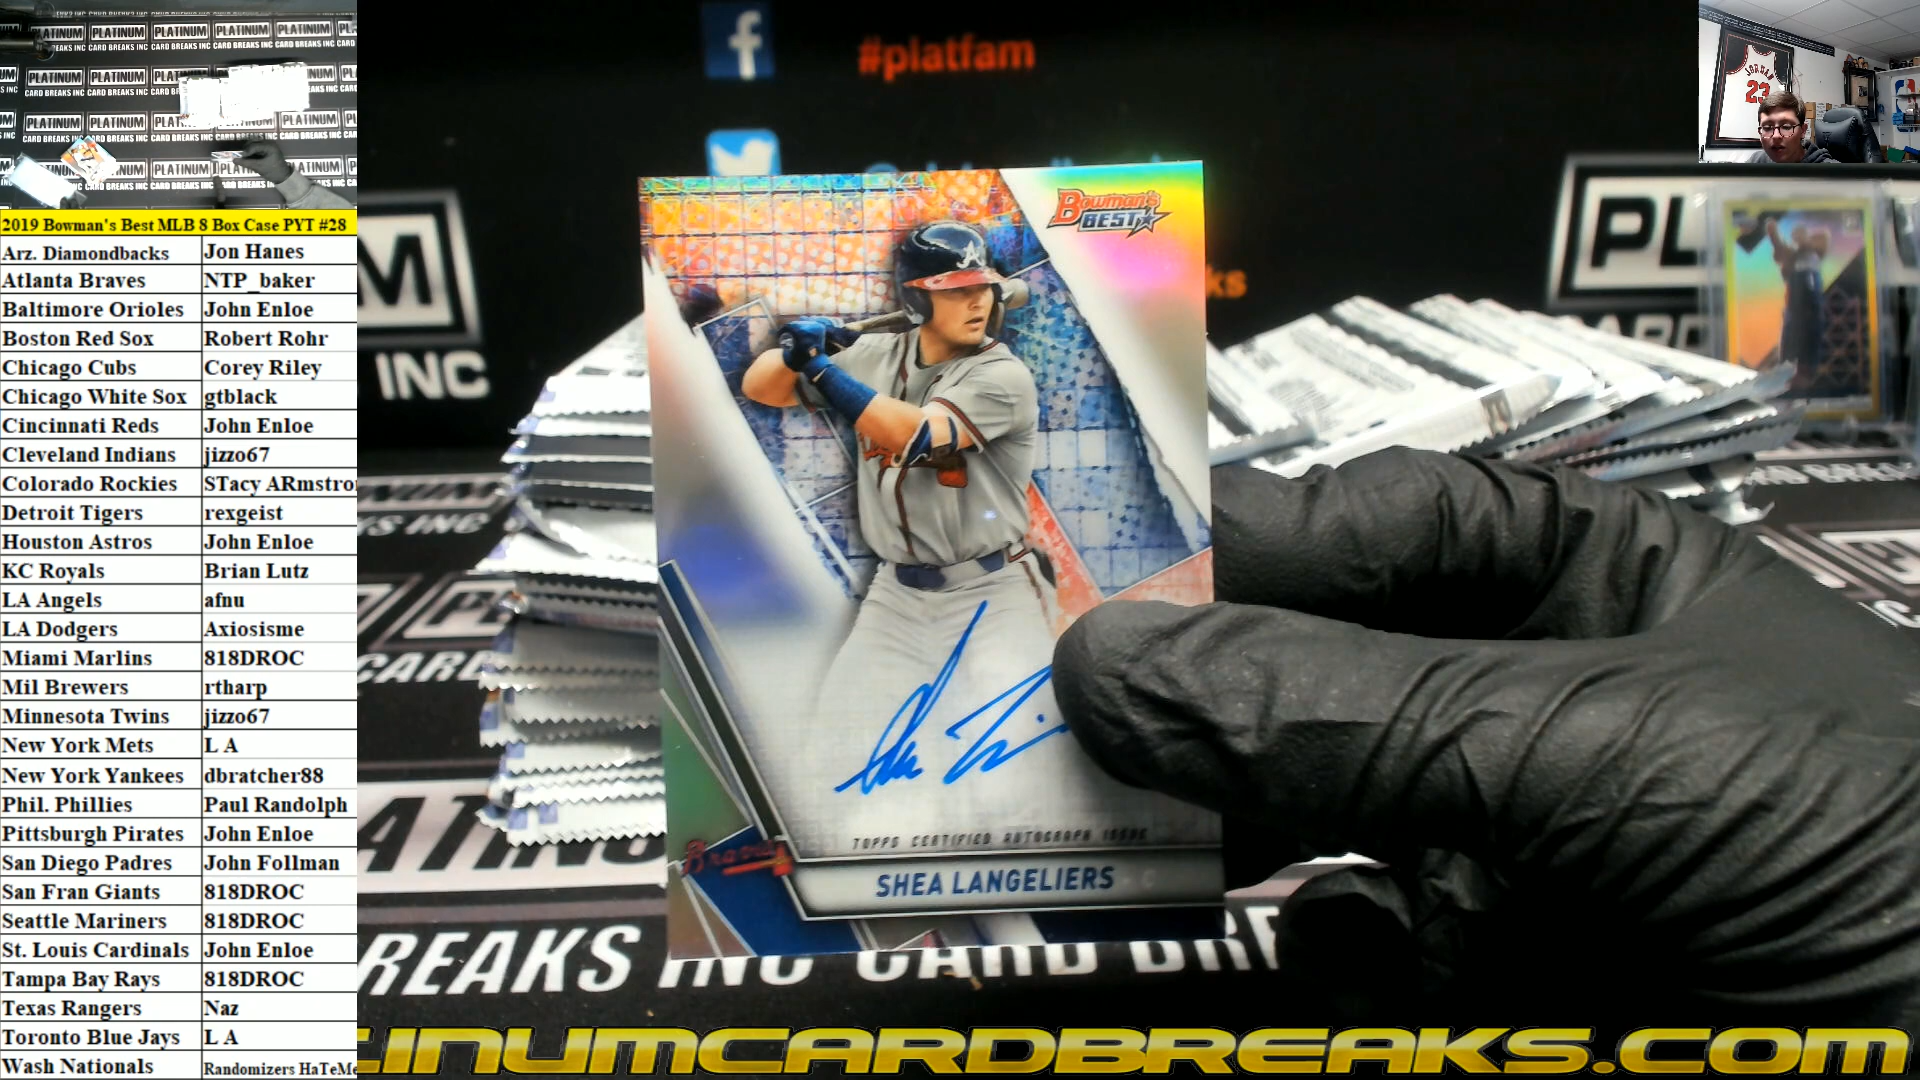 2019 Bowman's Best MLB 8 Box Case PYT #28
Arz. Diamondbacks Jon Hanes
Atlanta Braves NTP_baker
Baltimore Orioles John Enloe
Boston Red Sox Robert Rohr
Chicago Cubs Corey Riley
Chicago White Sox gtblack
Cincinnati Reds John Enloe
Cleveland Indians jizzo67
Colorado Rockies STacy ARmstro
Detroit Tigers rexgeist
Houston Astros John Enloe
KC Royals Brian Lutz
LA Angels afnu
LA Dodgers Axiosisme
Miami Marlins 818DROC
Mil Brewers rtharp
Minnesota Twins jizzo67
New York Mets L A
New York Yankees dbratcher88
Phil. Phillies Paul Randolph
Pittsburgh Pirates John Enloe
San Diego Padres John Follman
San Fran Giants 818DROC
Seattle Mariners 818DROC
St. Louis Cardinals John Enloe
Tampa Bay Rays 818DROC
Texas Rangers Naz
Toronto Blue Jays L A
Wash Nationals Randomizers HaTeMe
#platfam
Bowman's
BEST
A
TOPPS CERTIFIED AUTOGRAPH ISSUE
Braves
SHEA LANGELIERS C
INC
REAKS INC CARD BR
JORDAN
23
PLATINUM
CARD BREAKS INC
INUMCARDBREAKS.COM